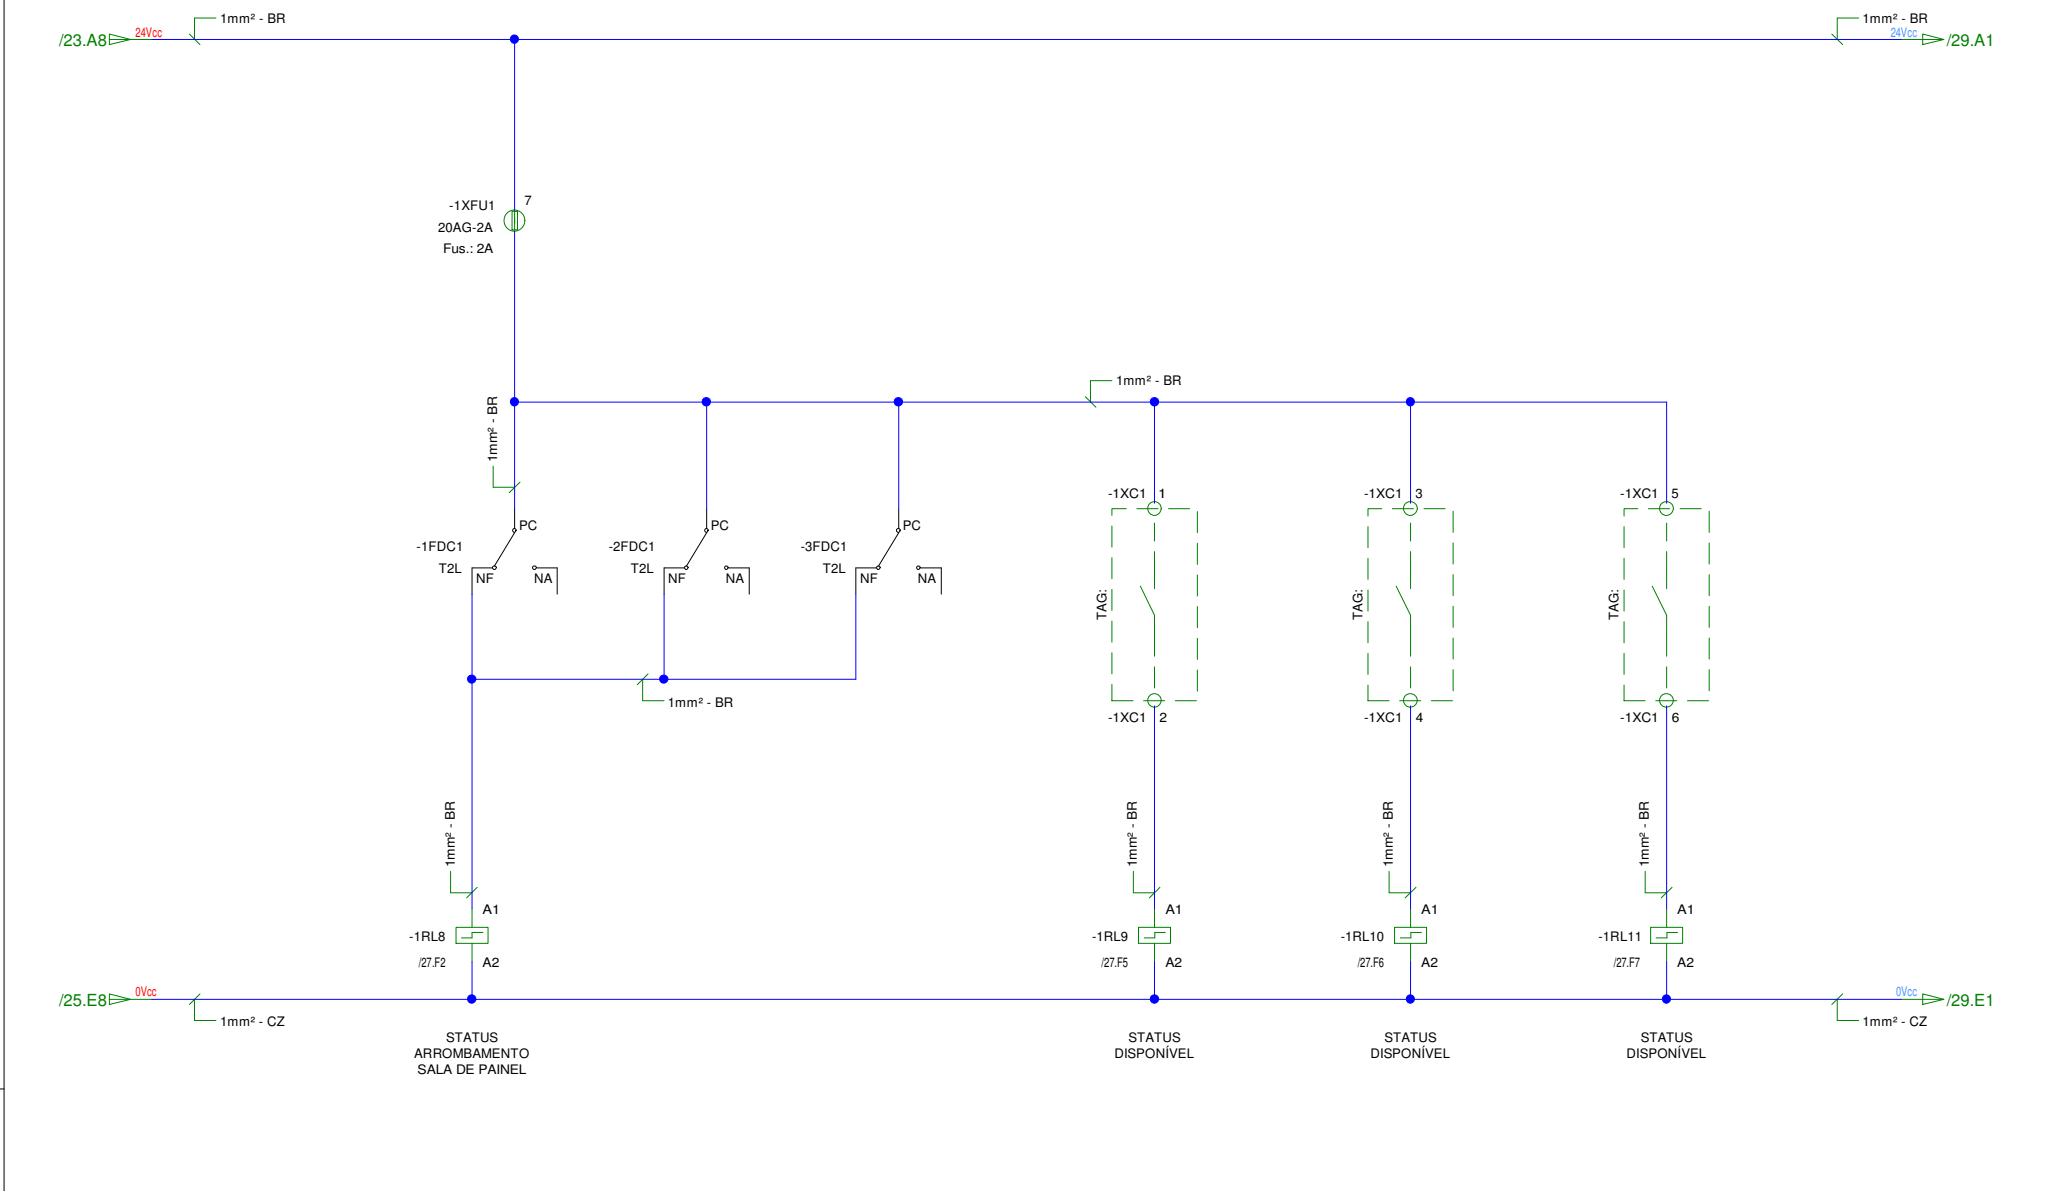 1mm² - BR
1mm² - BR
/23.A8
24Vcc
24Vcc
/29.A1
-1XFU1
7
20AG-2A
Fus.: 2A
1mm² - BR
1mm² - BR
-1XC1 1
-1XC1 3
-1XC1 5
PC
PC
PC
-1FDC1
-2FDC1
-3FDC1
T2L
NF
NA
T2L
NF
NA
T2L
NF
NA
TAG:
TAG:
TAG:
1mm² - BR
-1XC1 2
-1XC1 4
-1XC1 6
1mm² - BR
1mm² - BR
1mm² - BR
1mm² - BR
A1
A1
A1
A1
-1RL8
-1RL9
-1RL10
-1RL11
/27.F2
A2
/27.F5
A2
/27.F6
A2
/27.F7
A2
/25.E8
0Vcc
0Vcc
/29.E1
1mm² - CZ
1mm² - CZ
STATUS
ARROMBAMENTO
SALA DE PAINEL
STATUS
DISPONÍVEL
STATUS
DISPONÍVEL
STATUS
DISPONÍVEL